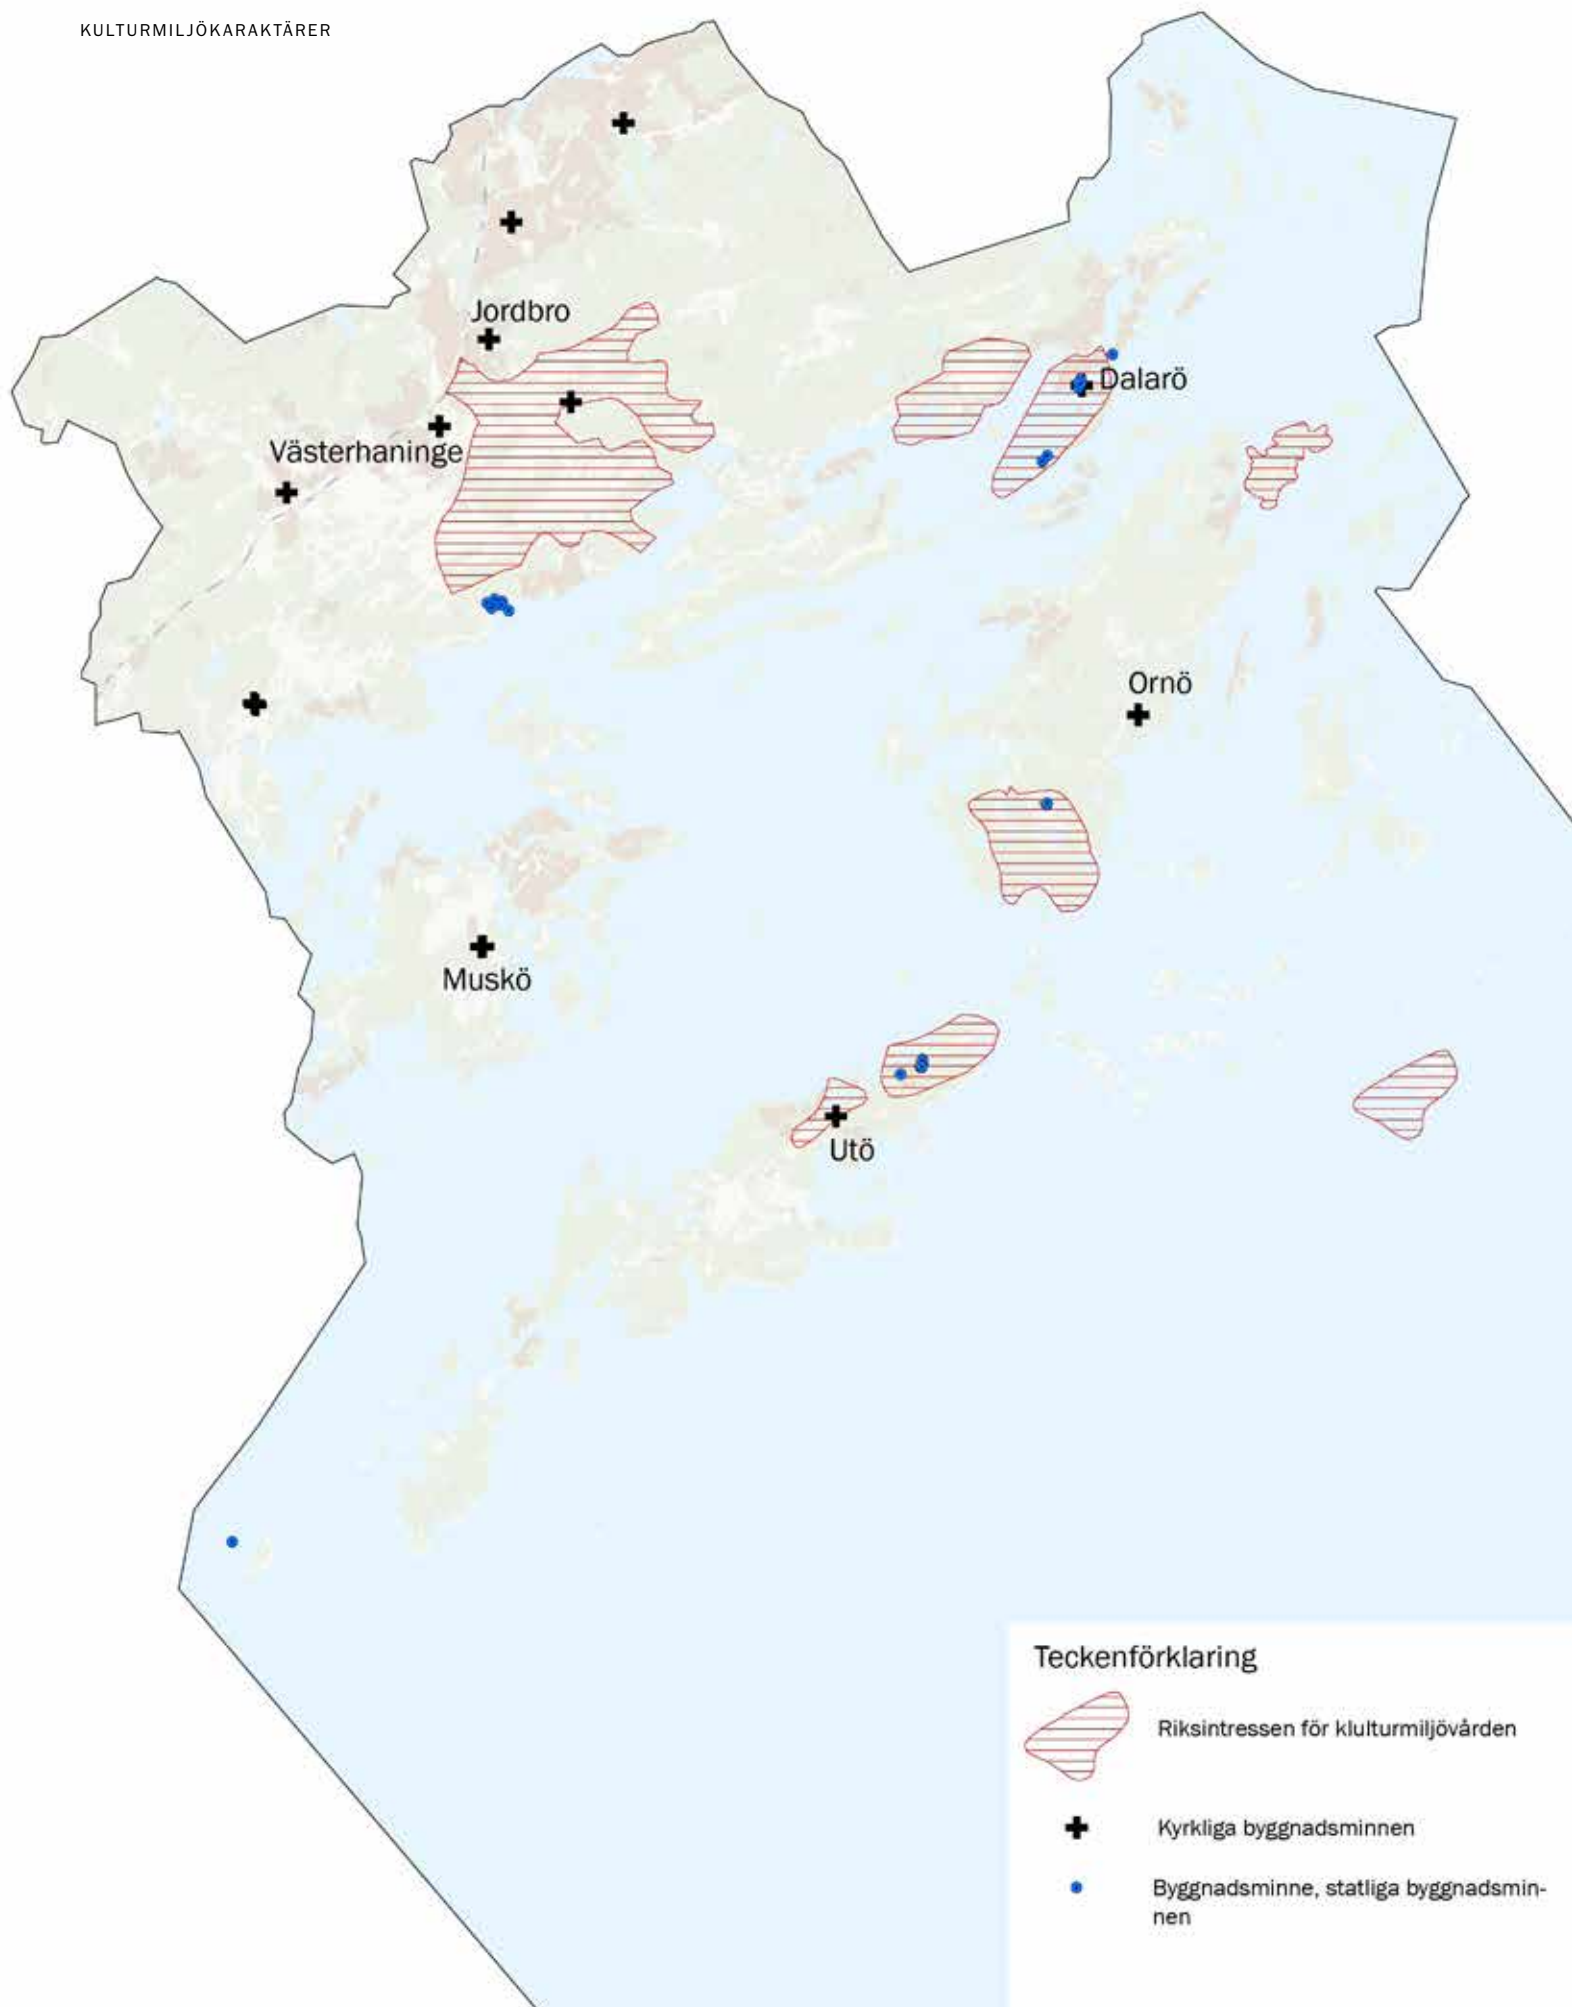 KULTURMILJÖKARAKTÄRER
Jordbro
Dalarö
Västerhaninge
Ornö
Muskö
Utö
Teckenförklaring
Riksintressen för klulturmiljövården
Kyrkliga byggnadsminnen
Byggnadsminne, statliga byggnadsmin-
nen